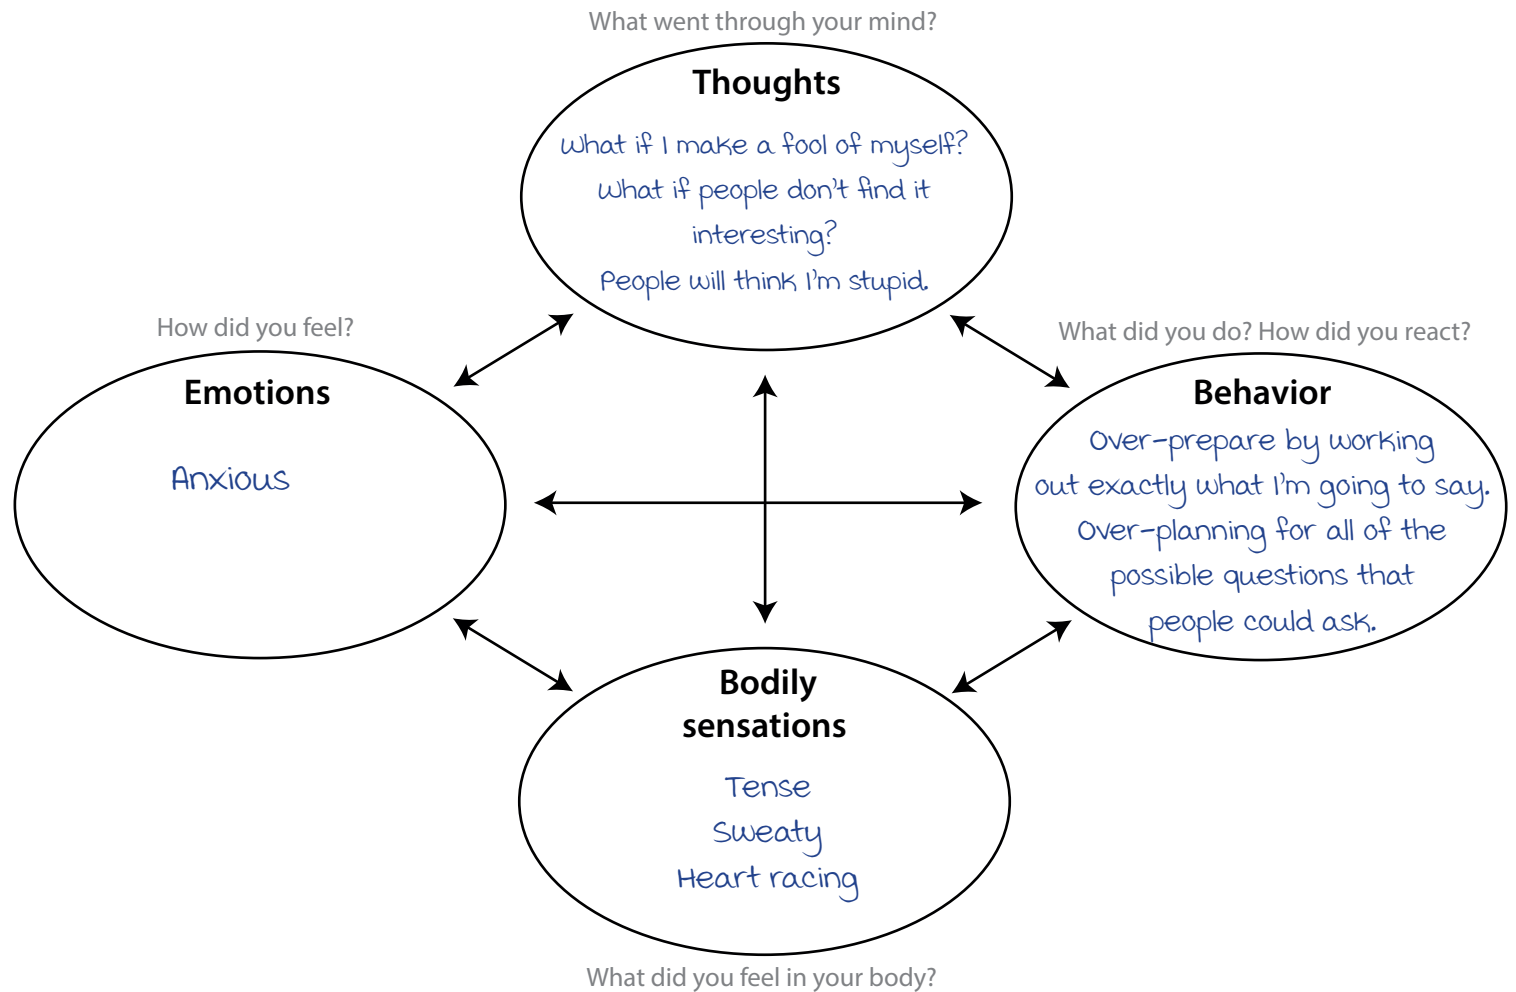 What went through your mind?
Thoughts
What if I make a fool of myself?
What if people don't find it
interesting?
People will think I'm stupid.
How did you feel?
Emotions
Anxious
What did you do? How did you react?
Behavior
Over-prepare by working
out exactly what I'm going to say.
Over-planning for all of the
possible questions that
people could ask.
Bodily
sensations
Tense
Sweaty
Heart racing
What did you feel in your body?